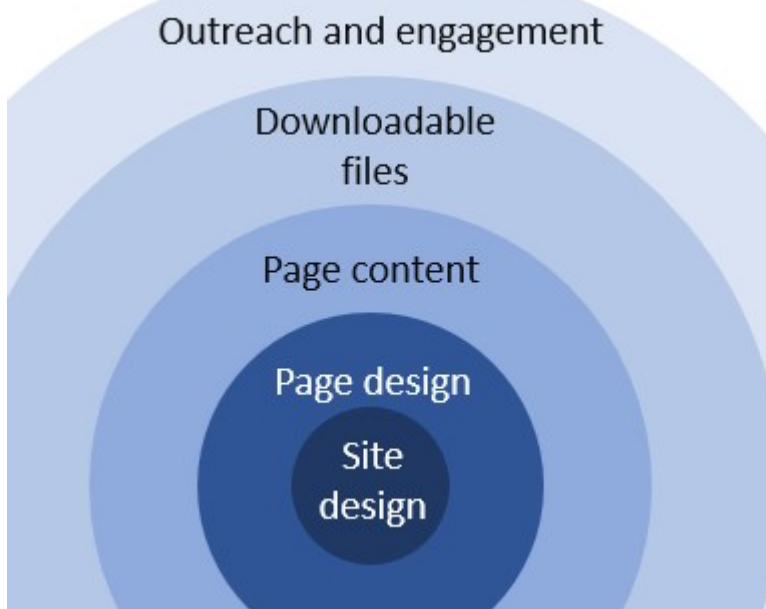 Outreach and engagement
Downloadable
files
Page content
Page design
Site
design